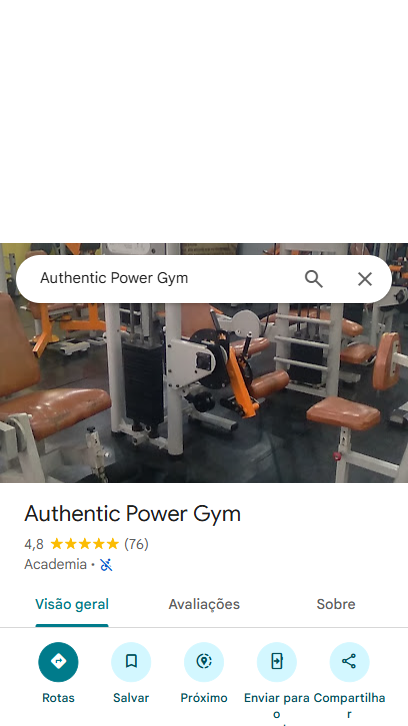 Authentic Power Gym
Authentic Power Gym
4,8 (76)
Academia ·
Visão geral Avaliações Sobre
Rotas Salvar Próximo Enviar para o Compartilhar